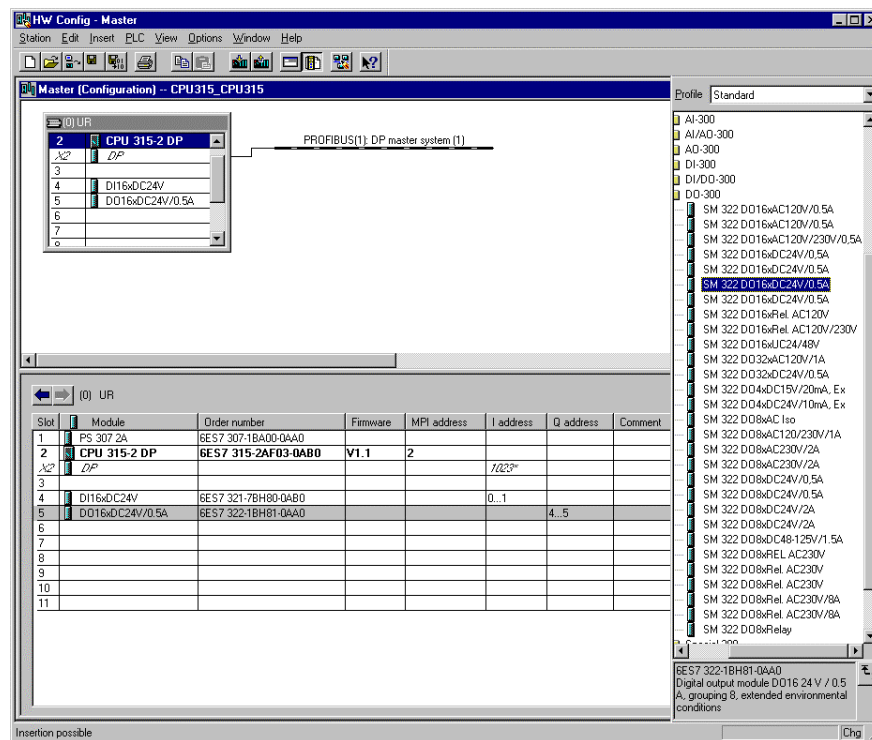 HW Config - Master
Station Edit Insert PLC View Options Window Help
Master (Configuration) -- CPU315_CPU315
(0) UR
2 CPU 315-2 DP
X2 DP
3
4 DI16xDC24V
5 DO16xDC24V/0.5A
6
7
PROFIBUS(1): DP master system (1)
(0) UR
Slot Module Order number Firmware MPI address I address Q address Comment
1 PS 307 2A 6ES7 307-1BA00-0AA0
2 CPU 315-2 DP 6ES7 315-2AF03-0AB0 V1.1 2
X2 DP 1023*
3
4 DI16xDC24V 6ES7 321-7BH80-0AB0 0...1
5 DO16xDC24V/0.5A 6ES7 322-1BH81-0AA0 4...5
6
7
8
9
10
11
Profile Standard
AI-300
AI/AO-300
AO-300
DI-300
DI/DO-300
DO-300
SM 322 DO16xAC120V/0.5A
SM 322 DO16xAC120V/0.5A
SM 322 DO16xAC120V/230V/0,5A
SM 322 DO16xDC24V/0,5A
SM 322 DO16xDC24V/0.5A
SM 322 DO16xDC24V/0.5A
SM 322 DO16xDC24V/0.5A
SM 322 DO16xRel. AC120V
SM 322 DO16xRel. AC120V/230V
SM 322 DO16xUC24/48V
SM 322 DO32xAC120V/1A
SM 322 DO32xDC24V/0.5A
SM 322 DO4xDC15V/20mA, Ex
SM 322 DO4xDC24V/10mA, Ex
SM 322 DO8xAC Iso
SM 322 DO8xAC120/230V/1A
SM 322 DO8xAC230V/2A
SM 322 DO8xAC230V/2A
SM 322 DO8xDC24V/0,5A
SM 322 DO8xDC24V/0.5A
SM 322 DO8xDC24V/2A
SM 322 DO8xDC24V/2A
SM 322 DO8xDC48-125V/1.5A
SM 322 DO8xREL AC230V
SM 322 DO8xRel. AC230V
SM 322 DO8xRel. AC230V
SM 322 DO8xRel. AC230V/8A
SM 322 DO8xRel. AC230V/8A
SM 322 DO8xRelay
6ES7 322-1BH81-0AA0
Digital output module DO16 24 V / 0.5
A, grouping 8, extended environmental
conditions
Insertion possible
Chg